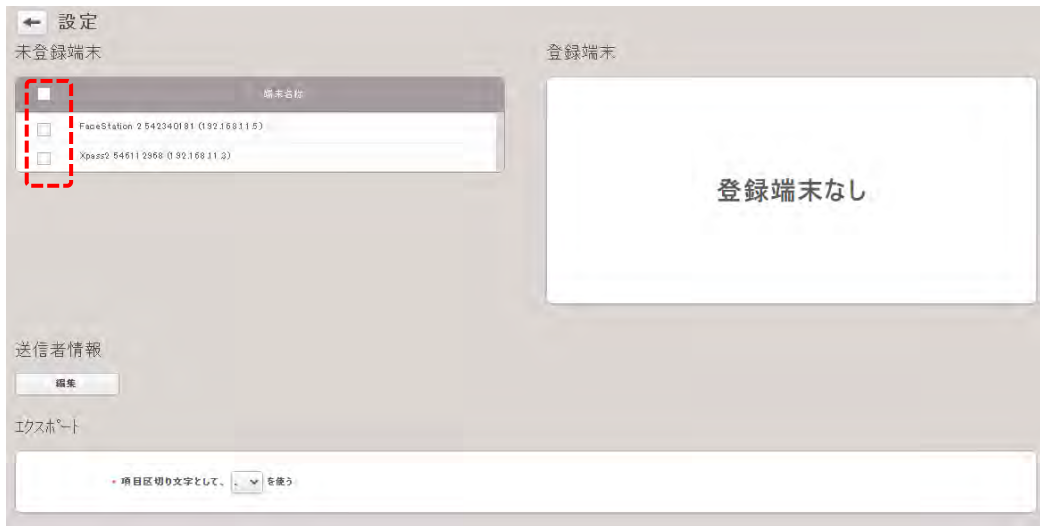 設定
未登録端末
端末名称
FaceStation 2 542340181 (192.168.11.5)
Xpass2 54611 2968 (192.168.11.3)
登録端末
登録端末なし
送信者情報
編集
エクスポート
• 項目区切り文字として、 を使う